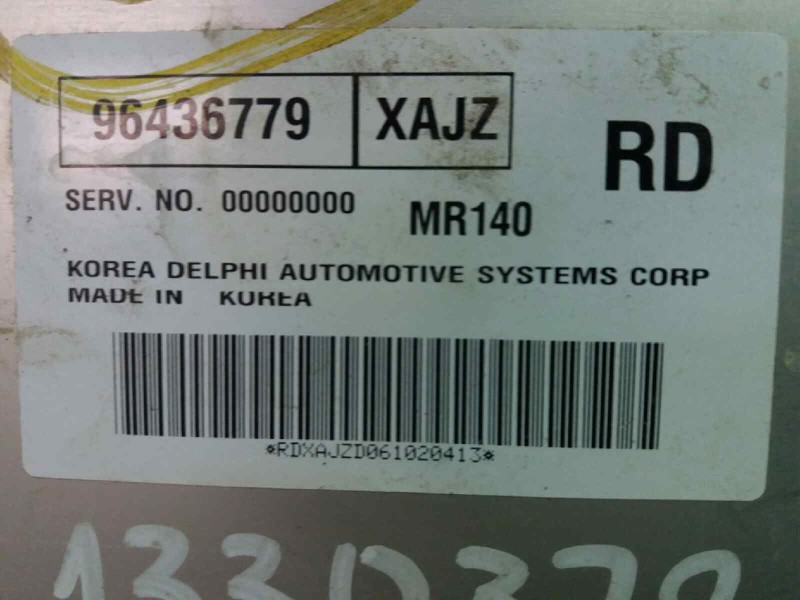 96436779 XAJZ RD
SERV. NO. 00000000 MR140
KOREA DELPHI AUTOMOTIVE SYSTEMS CORP
MADE IN KOREA
*RDXAJZD061020413*